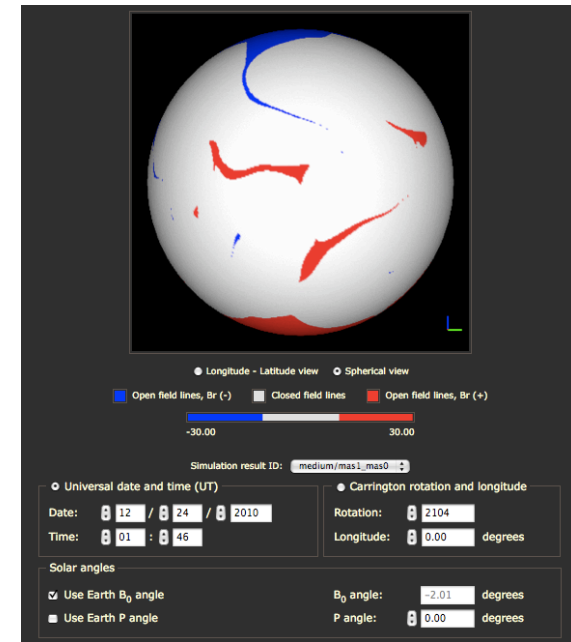 Longitude - Latitude view Spherical view
Open field lines, Br (-) Closed field lines Open field lines, Br (+)
-30.00 30.00
Simulation result ID: medium/mas1_mas0
Universal date and time (UT) Carrington rotation and longitude
Date: 12 / 24 / 2010 Rotation: 2104
Time: 01 : 46 Longitude: 0.00 degrees
Solar angles
Use Earth B₀ angle B₀ angle: -2.01 degrees
Use Earth P angle P angle: 0.00 degrees